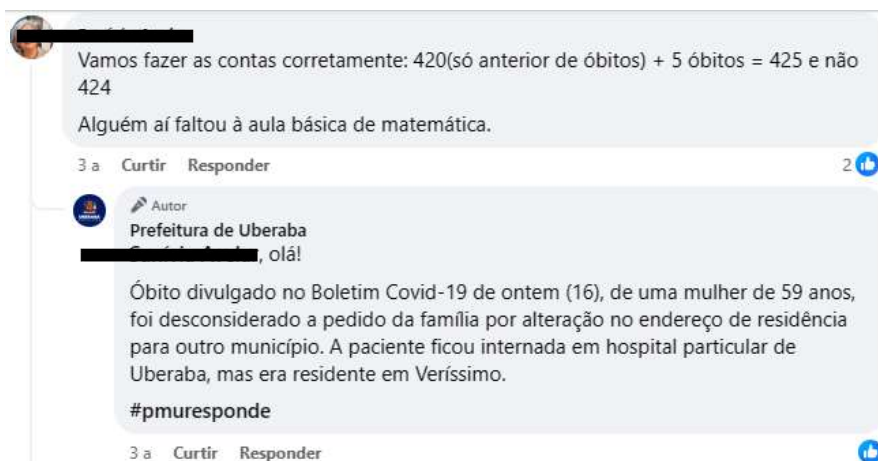 Vamos fazer as contas corretamente: 420(só anterior de óbitos) + 5 óbitos = 425 e não
424
Alguém aí faltou à aula básica de matemática.
3 a Curtir Responder 2
Autor
Prefeitura de Uberaba
, olá!
Óbito divulgado no Boletim Covid-19 de ontem (16), de uma mulher de 59 anos,
foi desconsiderado a pedido da família por alteração no endereço de residência
para outro município. A paciente ficou internada em hospital particular de
Uberaba, mas era residente em Veríssimo.
#pmuresponde
3 a Curtir Responder